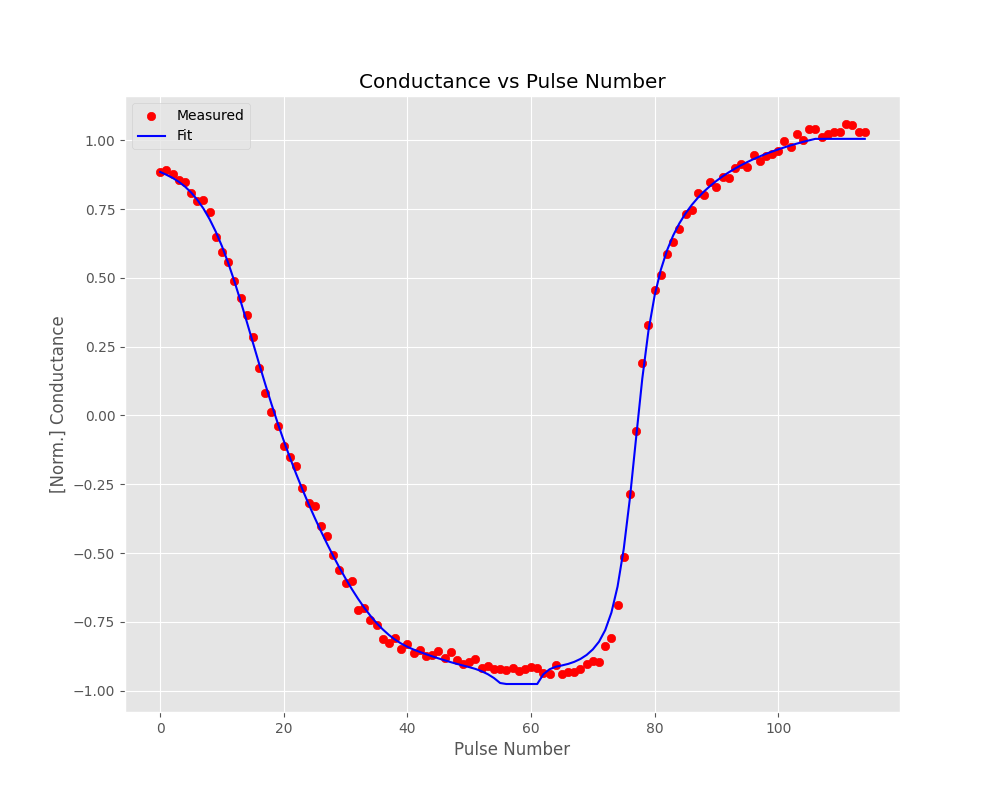 Conductance vs Pulse Number
Measured
Fit
1.00
0.75
0.50
0.25
0.00
−0.25
−0.50
−0.75
−1.00
[Norm.] Conductance
0 20 40 60 80 100
Pulse Number